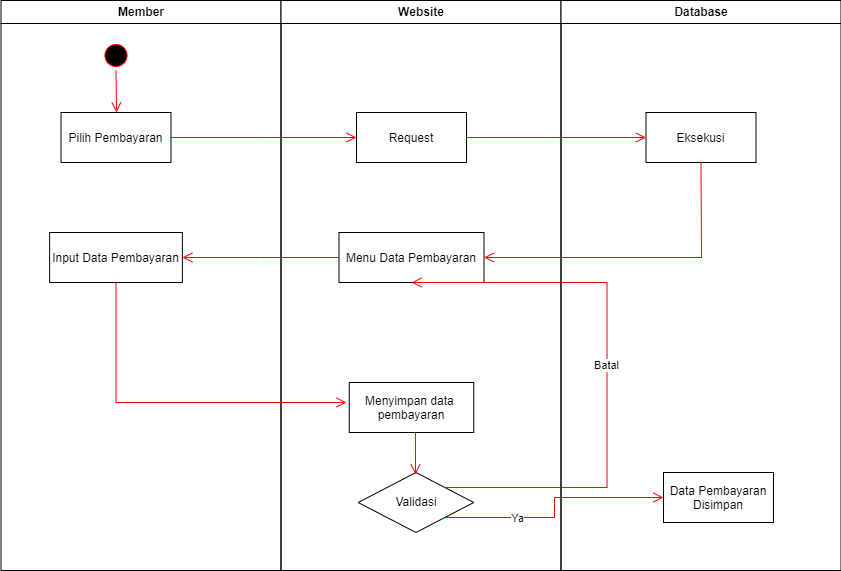 Member
Website
Database
Pilih Pembayaran
Request
Eksekusi
Input Data Pembayaran
Menu Data Pembayaran
Batal
Menyimpan data
pembayaran
Validasi
Ya
Data Pembayaran
Disimpan